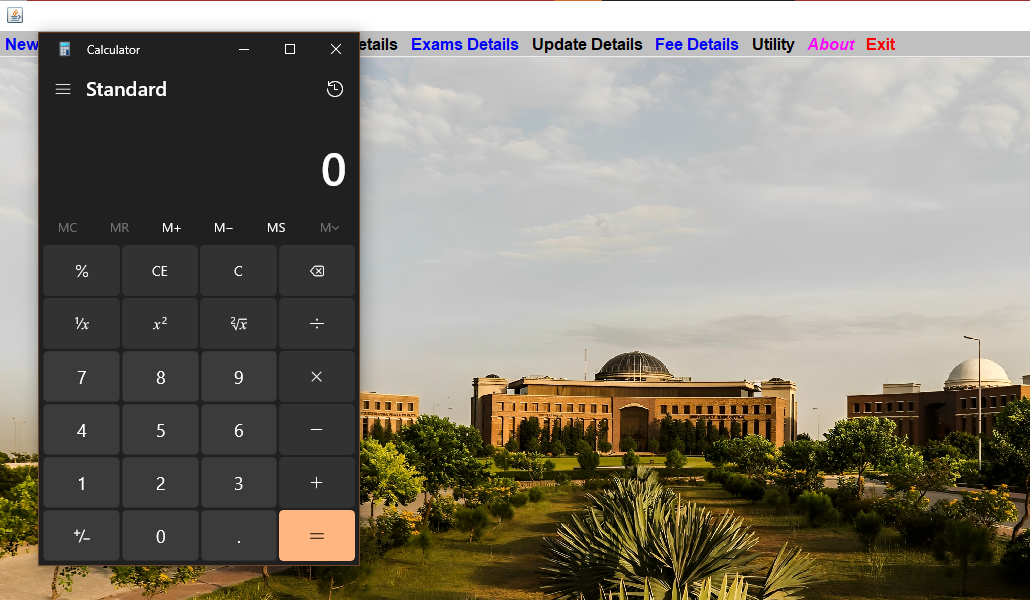 New
etails Exams Details Update Details Fee Details Utility About Exit
Calculator
Standard
0
MC MR M+ M− MS M
% CE C
¹/x x² ²√x ÷
7 8 9 ×
4 5 6 −
1 2 3 +
+/− 0 . =